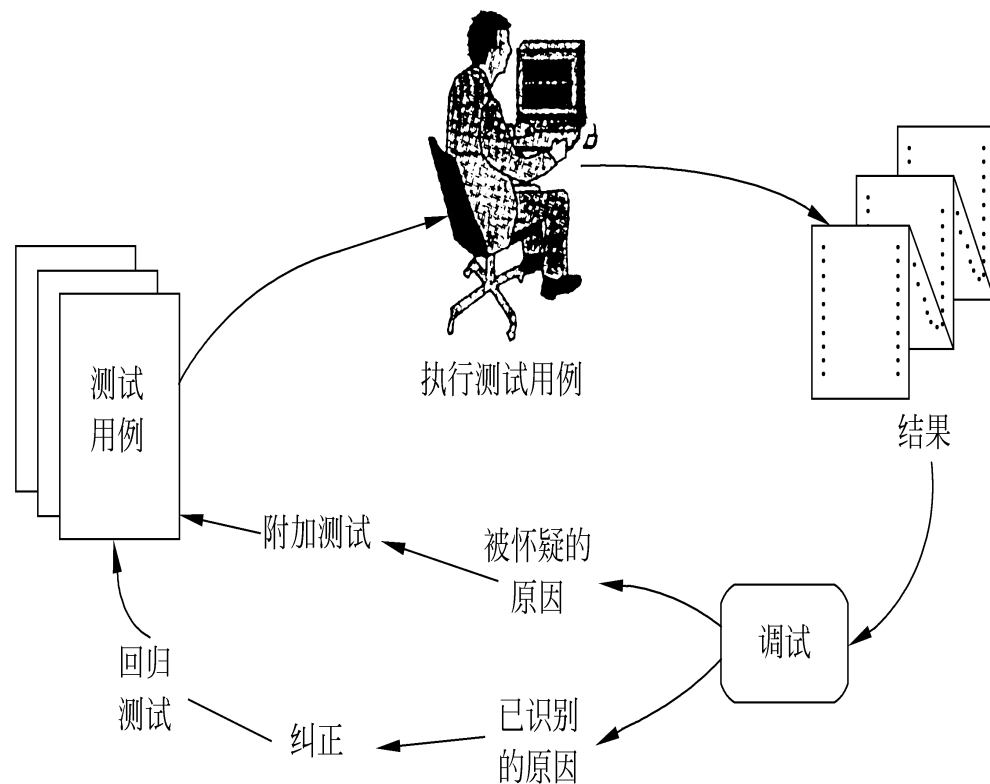 执行测试用例
测试
用例
结果
附加测试
被怀疑的
原因
调试
回归
测试
纠正
已识别
的原因